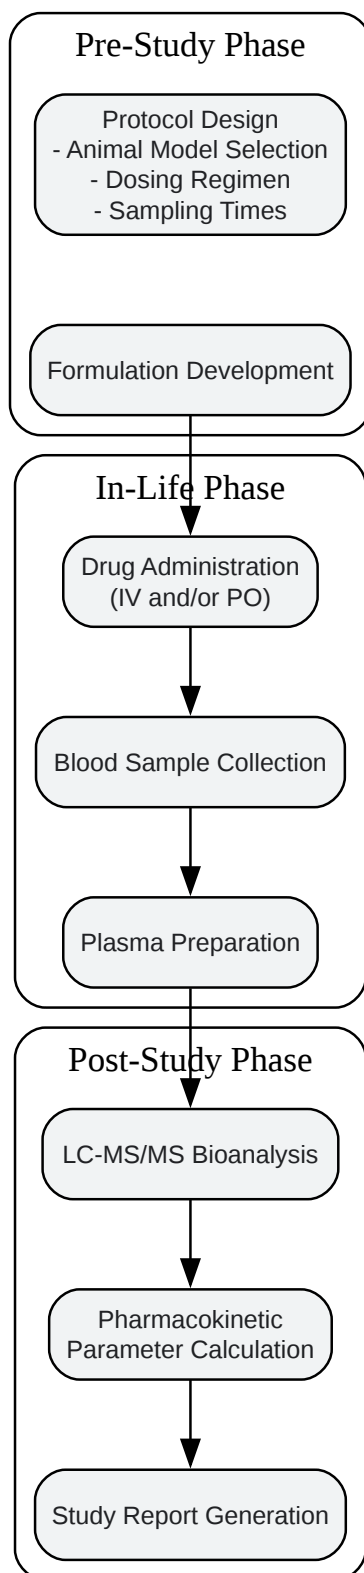 Pre-Study Phase
Protocol Design
- Animal Model Selection
- Dosing Regimen
- Sampling Times
Formulation Development
In-Life Phase
Drug Administration
(IV and/or PO)
Blood Sample Collection
Plasma Preparation
Post-Study Phase
LC-MS/MS Bioanalysis
Pharmacokinetic
Parameter Calculation
Study Report Generation